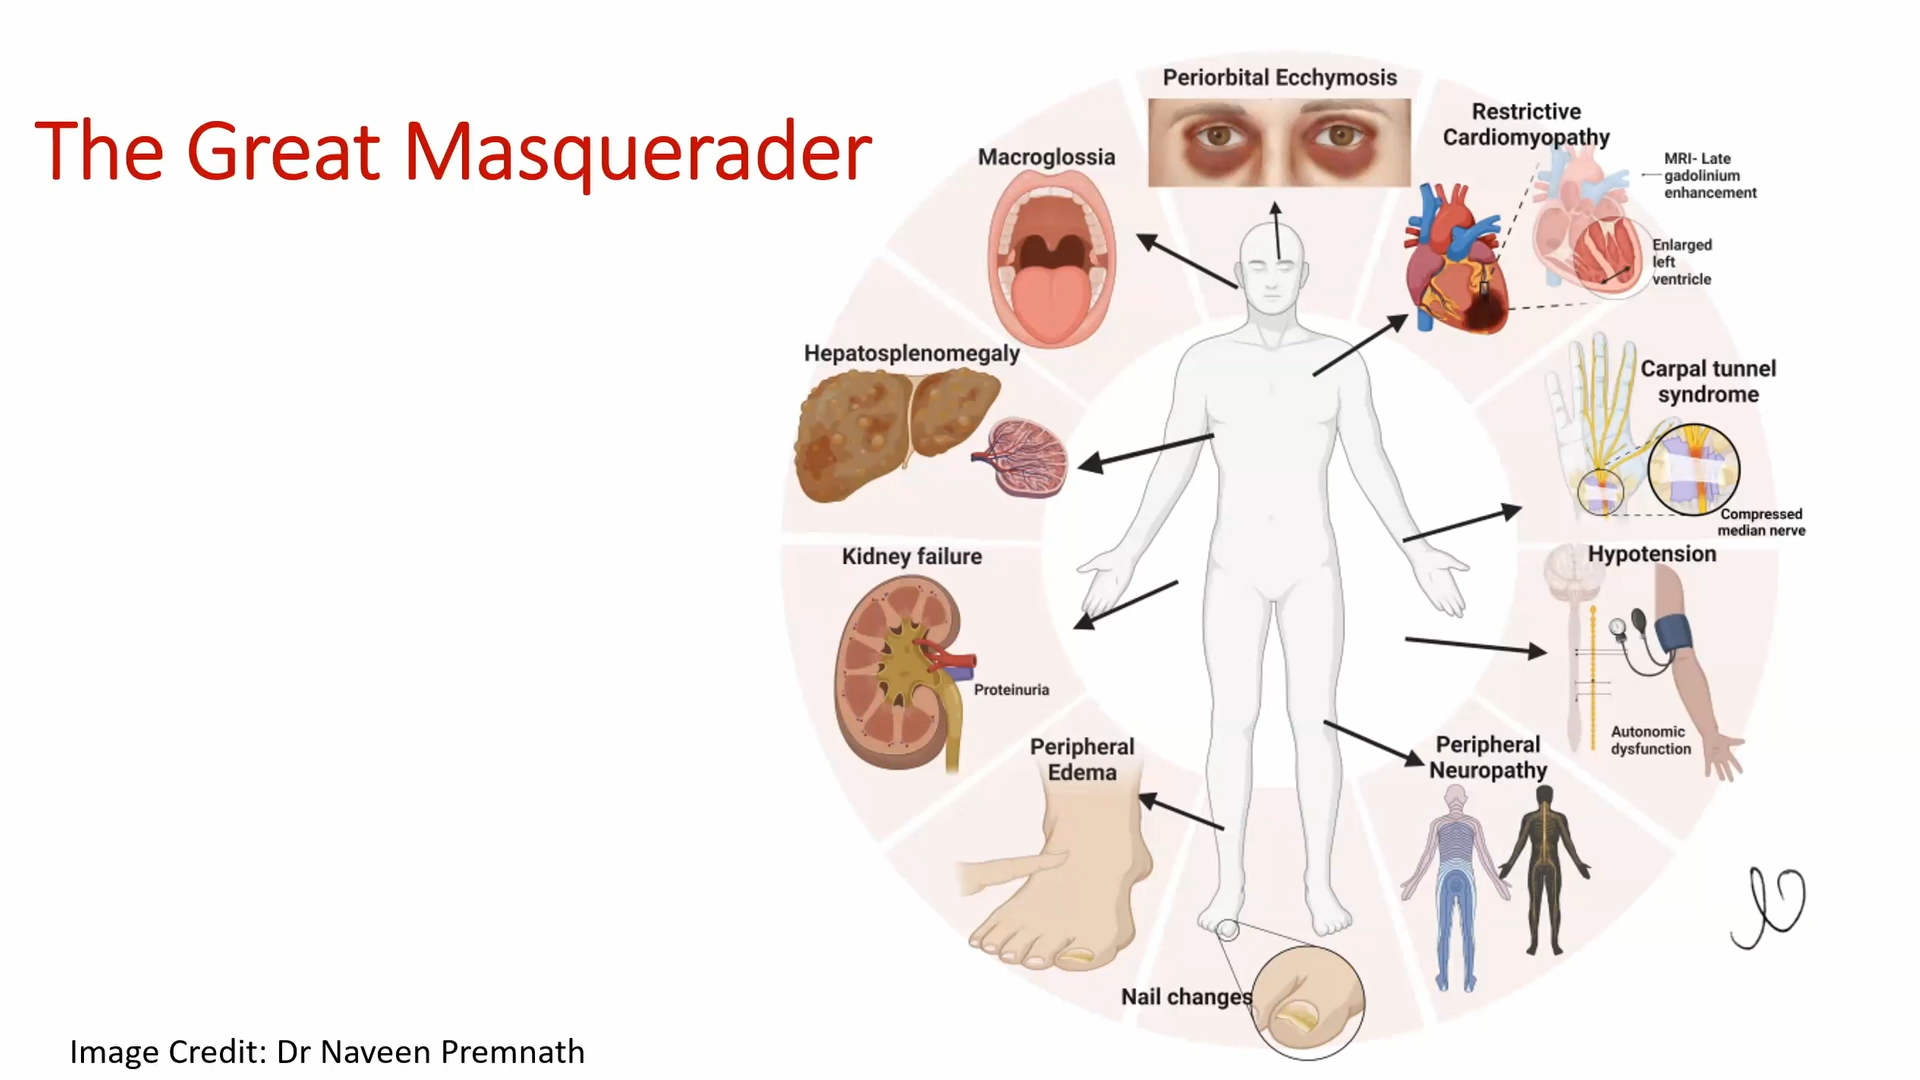 The Great Masquerader
Periorbital Ecchymosis
Restrictive
Cardiomyopathy
MRI- Late
gadolinium
enhancement
Enlarged
left
ventricle
Macroglossia
Hepatosplenomegaly
Carpal tunnel
syndrome
Compressed
median nerve
Kidney failure
Proteinuria
Hypotension
Autonomic
dysfunction
Peripheral
Edema
Peripheral
Neuropathy
Nail changes
Image Credit: Dr Naveen Premnath